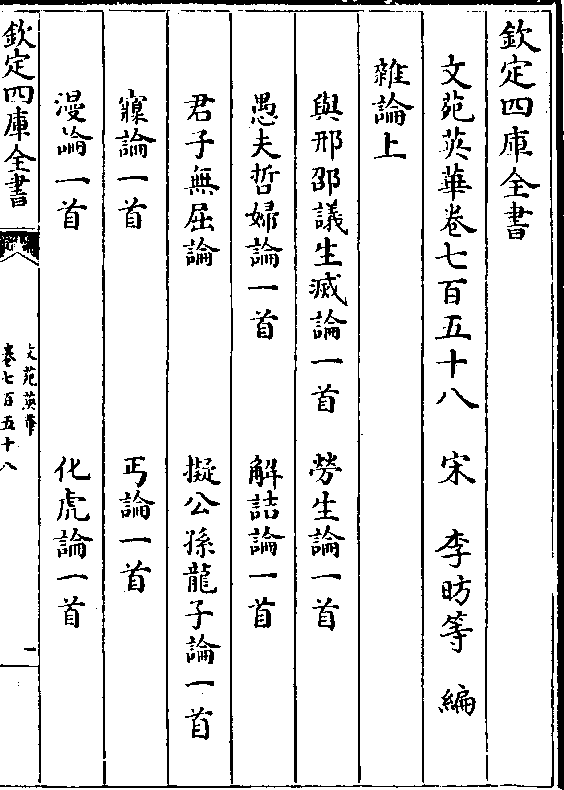 欽定四庫全書
文苑英華卷七百五十八　宋　李昉等　編
雜論上
與邢邵議生滅論一首　勞生論一首
愚夫哲婦論一首　解詰論一首
君子無屈論　擬公孫龍子論一首
寱論一首　丐論一首
漫論一首　化虎論一首
欽定四庫全書
文苑英華
卷七百五十八
一